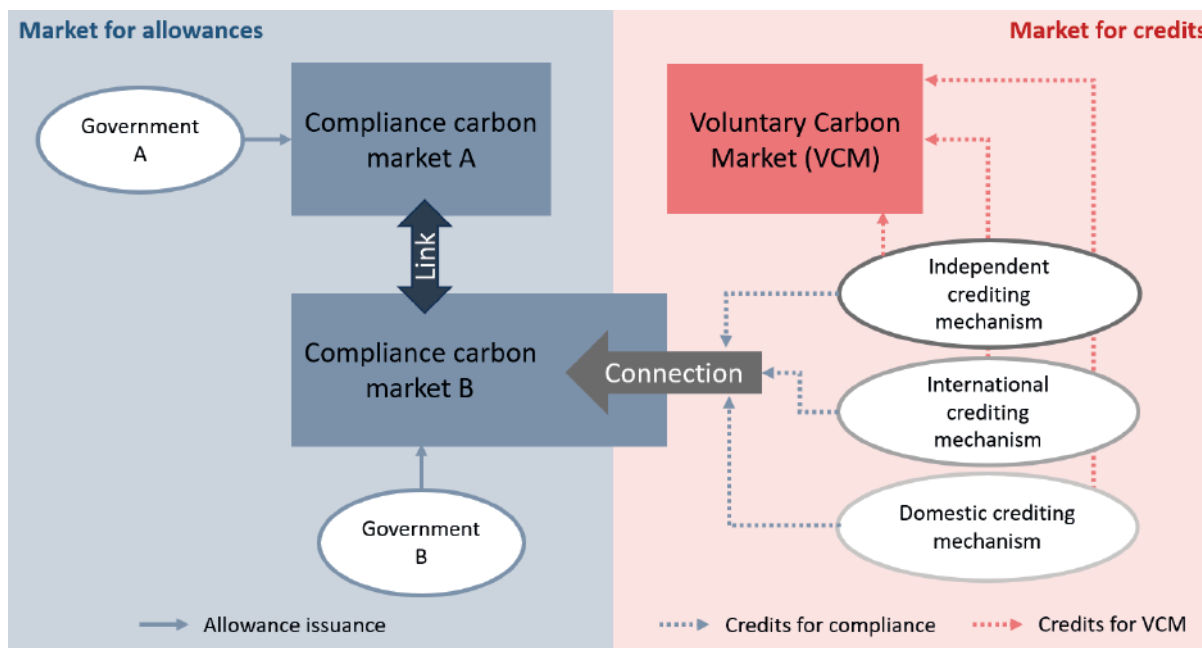 Market for allowances
Market for credits
Government
A
Compliance carbon
market A
Voluntary Carbon
Market (VCM)
Link
Independent
crediting
mechanism
Compliance carbon
market B
Connection
International
crediting
mechanism
Government
B
Domestic crediting
mechanism
Allowance issuance
Credits for compliance
Credits for VCM